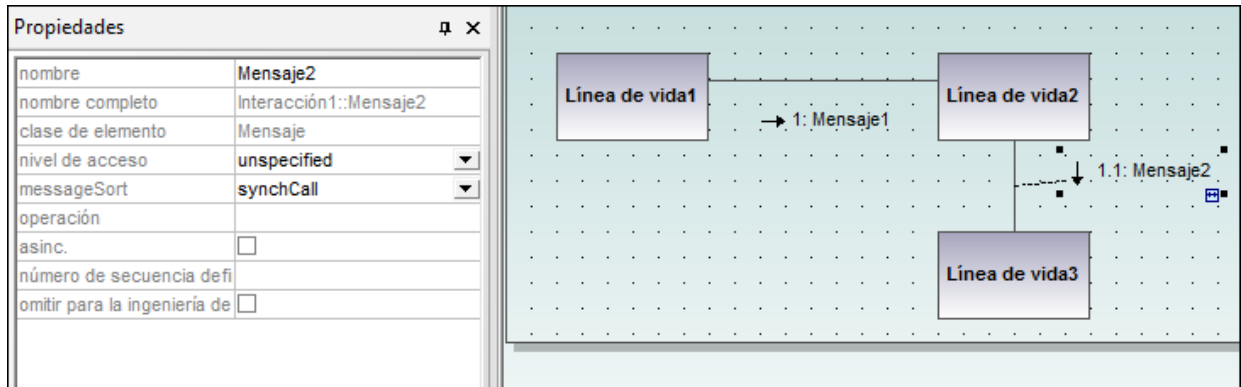 Propiedades
nombre Mensaje2
nombre completo Interacción1::Mensaje2
clase de elemento Mensaje
nivel de acceso unspecified
messageSort synchCall
operación
asinc.
número de secuencia defi
omitir para la ingeniería de
Línea de vida1
Línea de vida2
1: Mensaje1
1.1: Mensaje2
Línea de vida3